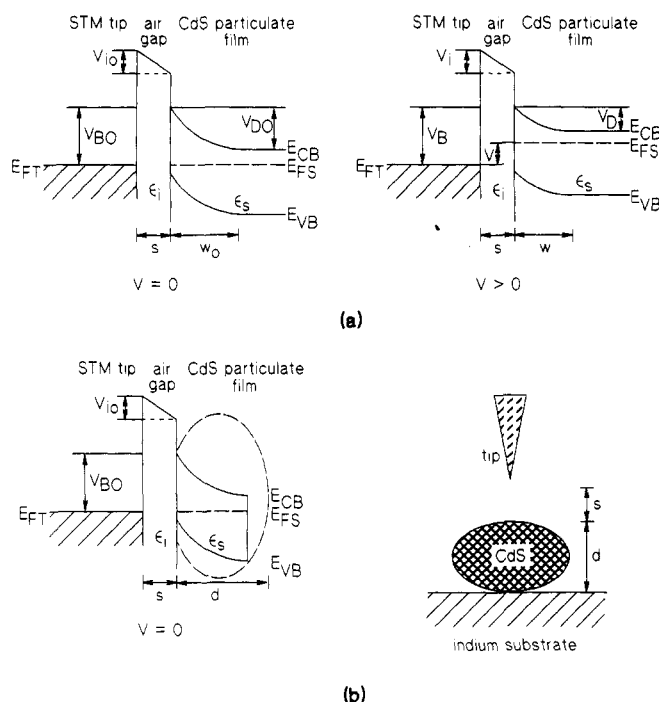 STM tip air gap CdS particulate film
V_io
V_BO
V_DO
E_CB
E_FT
E_FS
ϵ_i
ϵ_s
E_VB
s
w_o
V = 0
STM tip air gap CdS particulate film
V_i
V_B
V_D
E_CB
V
E_FS
E_FT
ϵ_i
ϵ_s
E_VB
s
w
V > 0
(a)
STM tip air gap CdS particulate film
V_io
V_BO
E_CB
E_FT
E_FS
ϵ_i
ϵ_s
E_VB
s
d
V = 0
tip
s
CdS
d
indium substrate
(b)